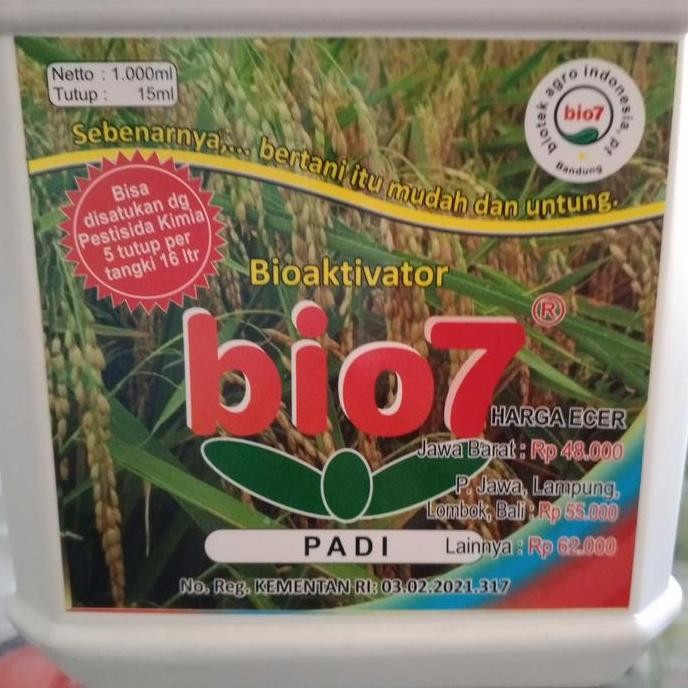 Netto : 1.000ml
Tutup : 15ml
biotek agro indonesia, pt
bio7
Bandung
Sebenarnya,... bertani itu mudah dan untung.
Bisa
disatukan dg
Pestisida Kimia
5 tutup per
tangki 16 ltr
Bioaktivator
bio7®
HARGA ECER
Jawa Barat : Rp 48.000
P. Jawa, Lampung,
Lombok, Bali : Rp 55.000
PADI
Lainnya : Rp 62.000
No. Reg. KEMENTAN RI: 03.02.2021.317